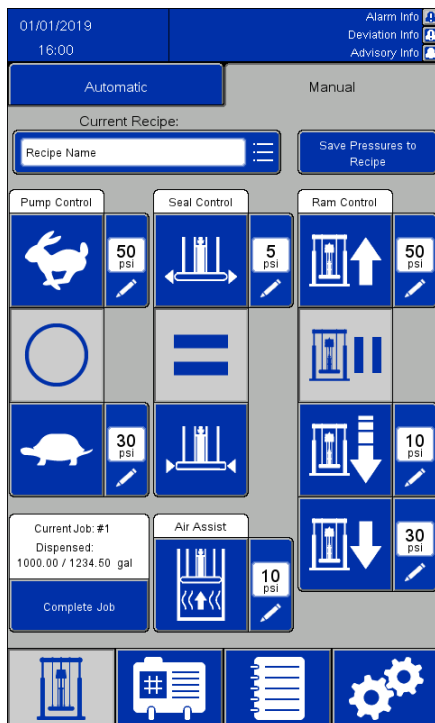 01/01/2019
16:00
Alarm Info
Deviation Info
Advisory Info
Automatic
Manual
Current Recipe:
Recipe Name
Save Pressures to
Recipe
Pump Control
Seal Control
Ram Control
50
psi
5
psi
50
psi
30
psi
10
psi
Current Job: #1
Dispensed:
1000.00 / 1234.50 gal
Complete Job
Air Assist
10
psi
30
psi
#